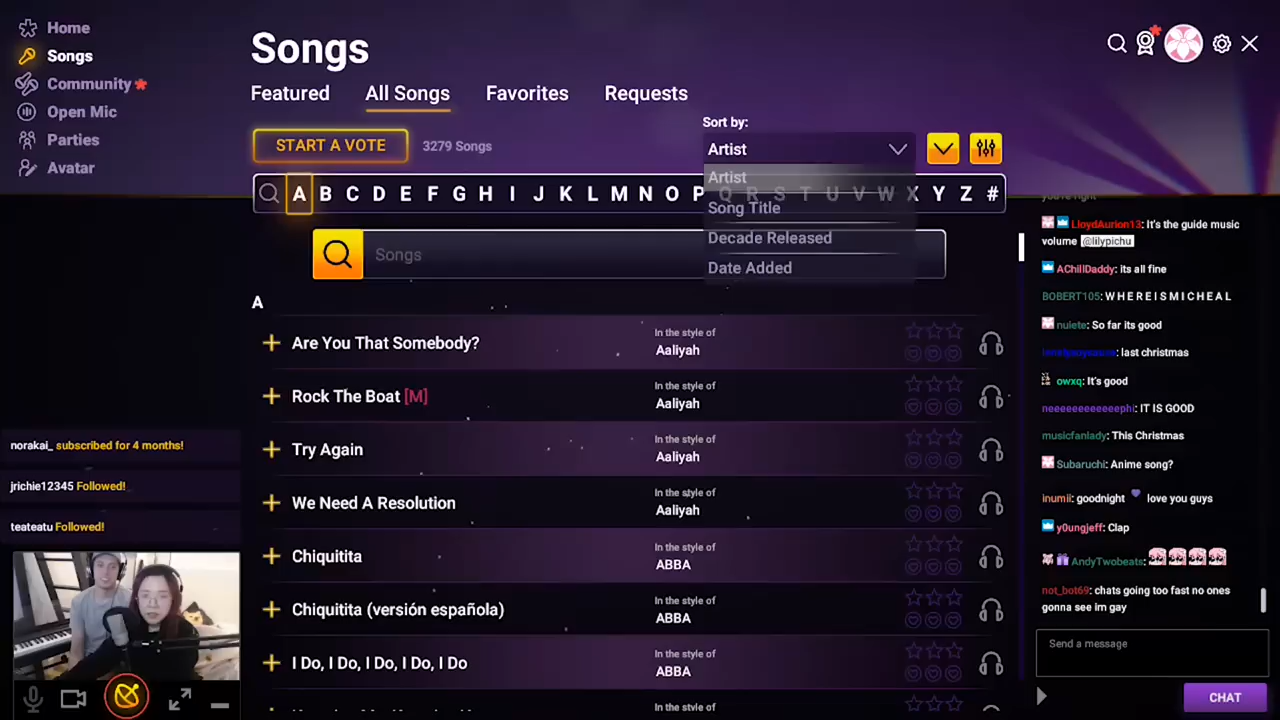 Home
Songs
Community
Open Mic
Parties
Avatar
Songs
Featured
All Songs
Favorites
Requests
START A VOTE
3279 Songs
Sort by:
Artist
Artist
Song Title
Decade Released
Date Added
A B C D E F G H I J K L M N O P Q R S T U V W X Y Z #
Songs
A
Are You That Somebody?
In the style of
Aaliyah
Rock The Boat [M]
In the style of
Aaliyah
Try Again
In the style of
Aaliyah
We Need A Resolution
In the style of
Aaliyah
Chiquitita
In the style of
ABBA
Chiquitita (versión española)
In the style of
ABBA
I Do, I Do, I Do, I Do, I Do
In the style of
ABBA
norakai_ subscribed for 4 months!
jrichie12345 Followed!
teateatu Followed!
you're right
LloydAurion13: It's the guide music
volume @lilypichu
AChillDaddy: its all fine
BOBERT105: W H E R E I S M I C H E A L
nuiete: So far its good
: last christmas
owxq: It's good
neeeeeeeeeeephi: IT IS GOOD
musicfanlady: This Christmas
Subaruchi: Anime song?
inumii: goodnight love you guys
y0ungjeff: Clap
AndyTwobeats:
not_bot69: chats going too fast no ones
gonna see im gay
Send a message
CHAT